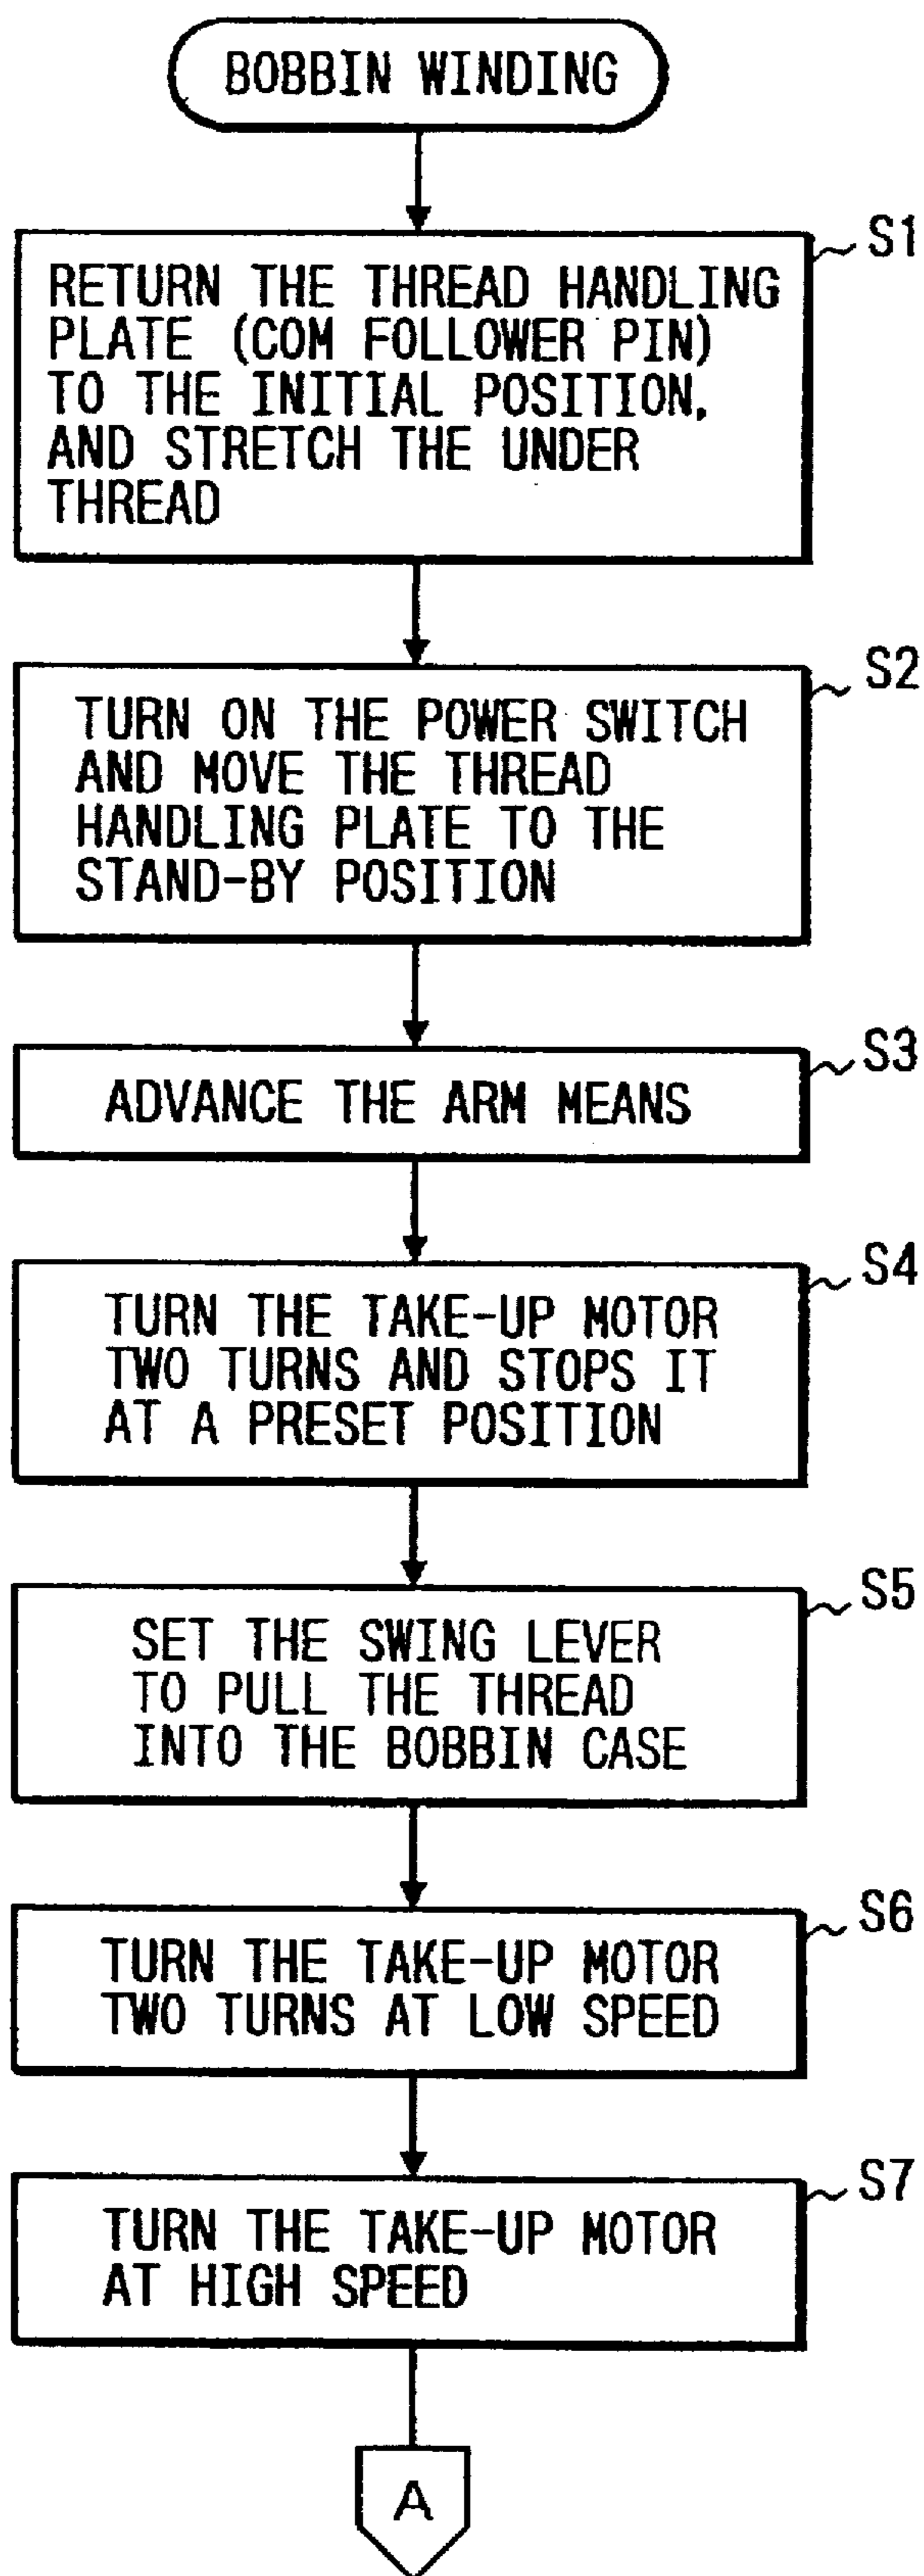 BOBBIN WINDING
S1
RETURN THE THREAD HANDLING
PLATE (COM FOLLOWER PIN)
TO THE INITIAL POSITION,
AND STRETCH THE UNDER
THREAD
S2
TURN ON THE POWER SWITCH
AND MOVE THE THREAD
HANDLING PLATE TO THE
STAND-BY POSITION
S3
ADVANCE THE ARM MEANS
S4
TURN THE TAKE-UP MOTOR
TWO TURNS AND STOPS IT
AT A PRESET POSITION
S5
SET THE SWING LEVER
TO PULL THE THREAD
INTO THE BOBBIN CASE
S6
TURN THE TAKE-UP MOTOR
TWO TURNS AT LOW SPEED
S7
TURN THE TAKE-UP MOTOR
AT HIGH SPEED
A